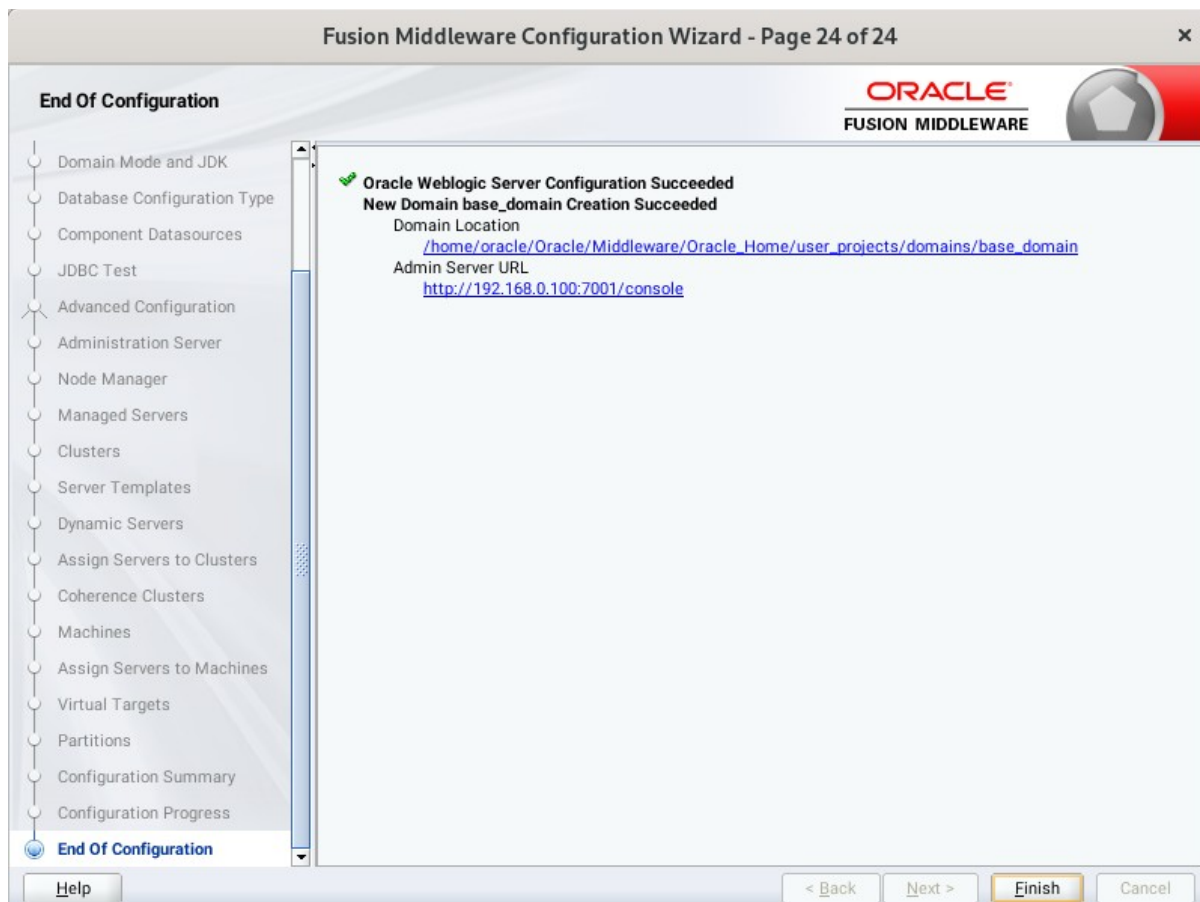 Fusion Middleware Configuration Wizard - Page 24 of 24
×
End Of Configuration
ORACLE
FUSION MIDDLEWARE
Domain Mode and JDK
Database Configuration Type
Component Datasources
JDBC Test
Advanced Configuration
Administration Server
Node Manager
Managed Servers
Clusters
Server Templates
Dynamic Servers
Assign Servers to Clusters
Coherence Clusters
Machines
Assign Servers to Machines
Virtual Targets
Partitions
Configuration Summary
Configuration Progress
End Of Configuration
Oracle Weblogic Server Configuration Succeeded
New Domain base_domain Creation Succeeded
Domain Location
/home/oracle/Oracle/Middleware/Oracle_Home/user_projects/domains/base_domain
Admin Server URL
http://192.168.0.100:7001/console
Help
< Back
Next >
Finish
Cancel